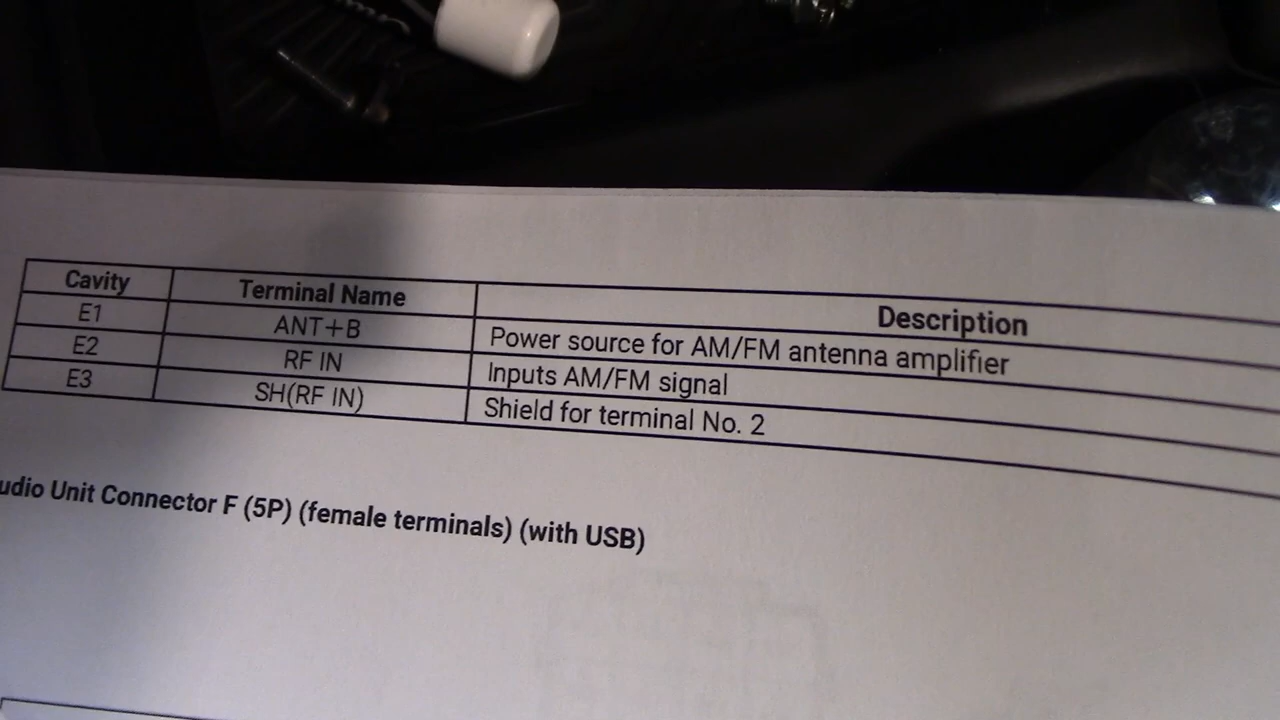 Cavity Terminal Name Description
E1 ANT+B Power source for AM/FM antenna amplifier
E2 RF IN Inputs AM/FM signal
E3 SH(RF IN) Shield for terminal No. 2
udio Unit Connector F (5P) (female terminals) (with USB)